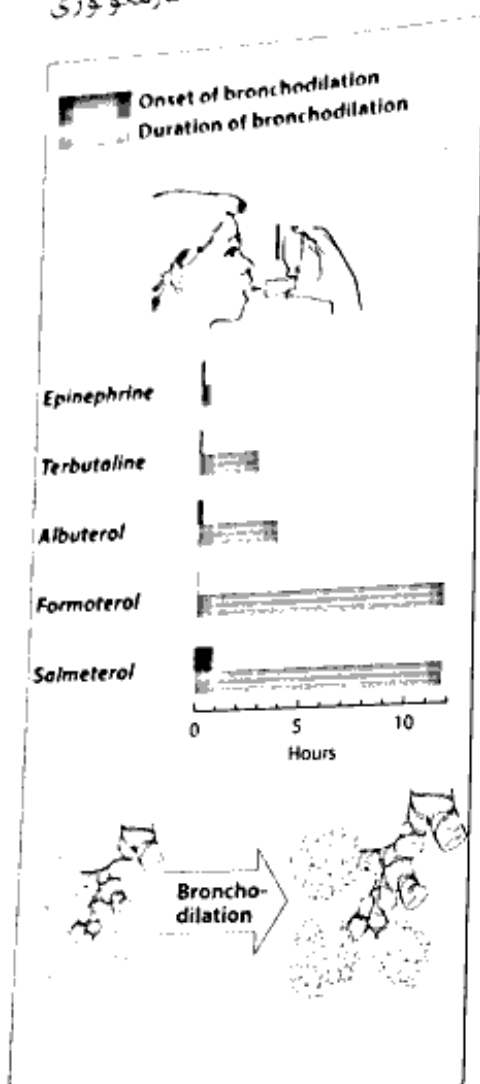 Onset of bronchodilation
Duration of bronchodilation
Epinephrine
Terbutaline
Albuterol
Formoterol
Salmeterol
0 5 10
Hours
Broncho-
dilation